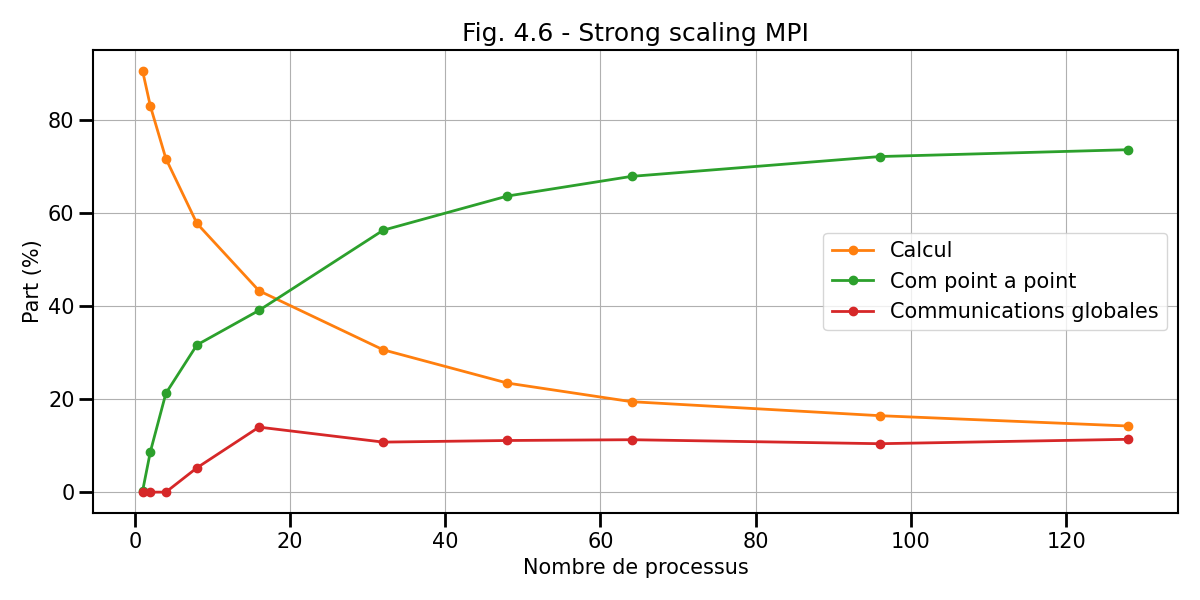 Fig. 4.6 - Strong scaling MPI
Part (%)
80
60
40
20
0
Calcul
Com point a point
Communications globales
0 20 40 60 80 100 120
Nombre de processus